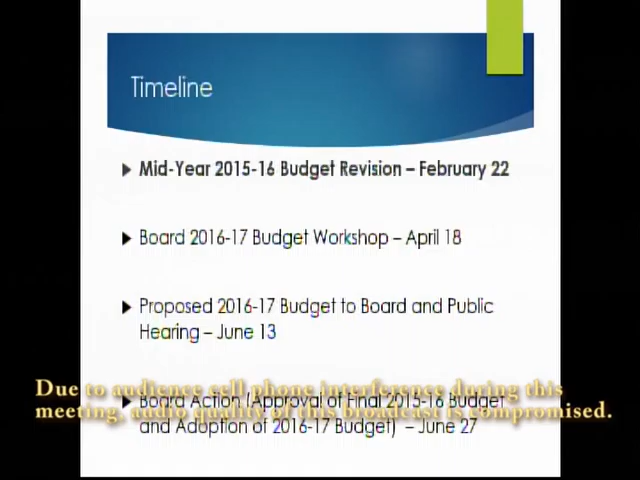 Timeline
Mid-Year 2015-16 Budget Revision – February 22
Board 2016-17 Budget Workshop – April 18
Proposed 2016-17 Budget to Board and Public
Hearing – June 13
Due to audience cell phone interference during this
meeting, audio quality of this broadcast is compromised.
Board Action (Approval of Final 2015-16 Budget
and Adoption of 2016-17 Budget) – June 27